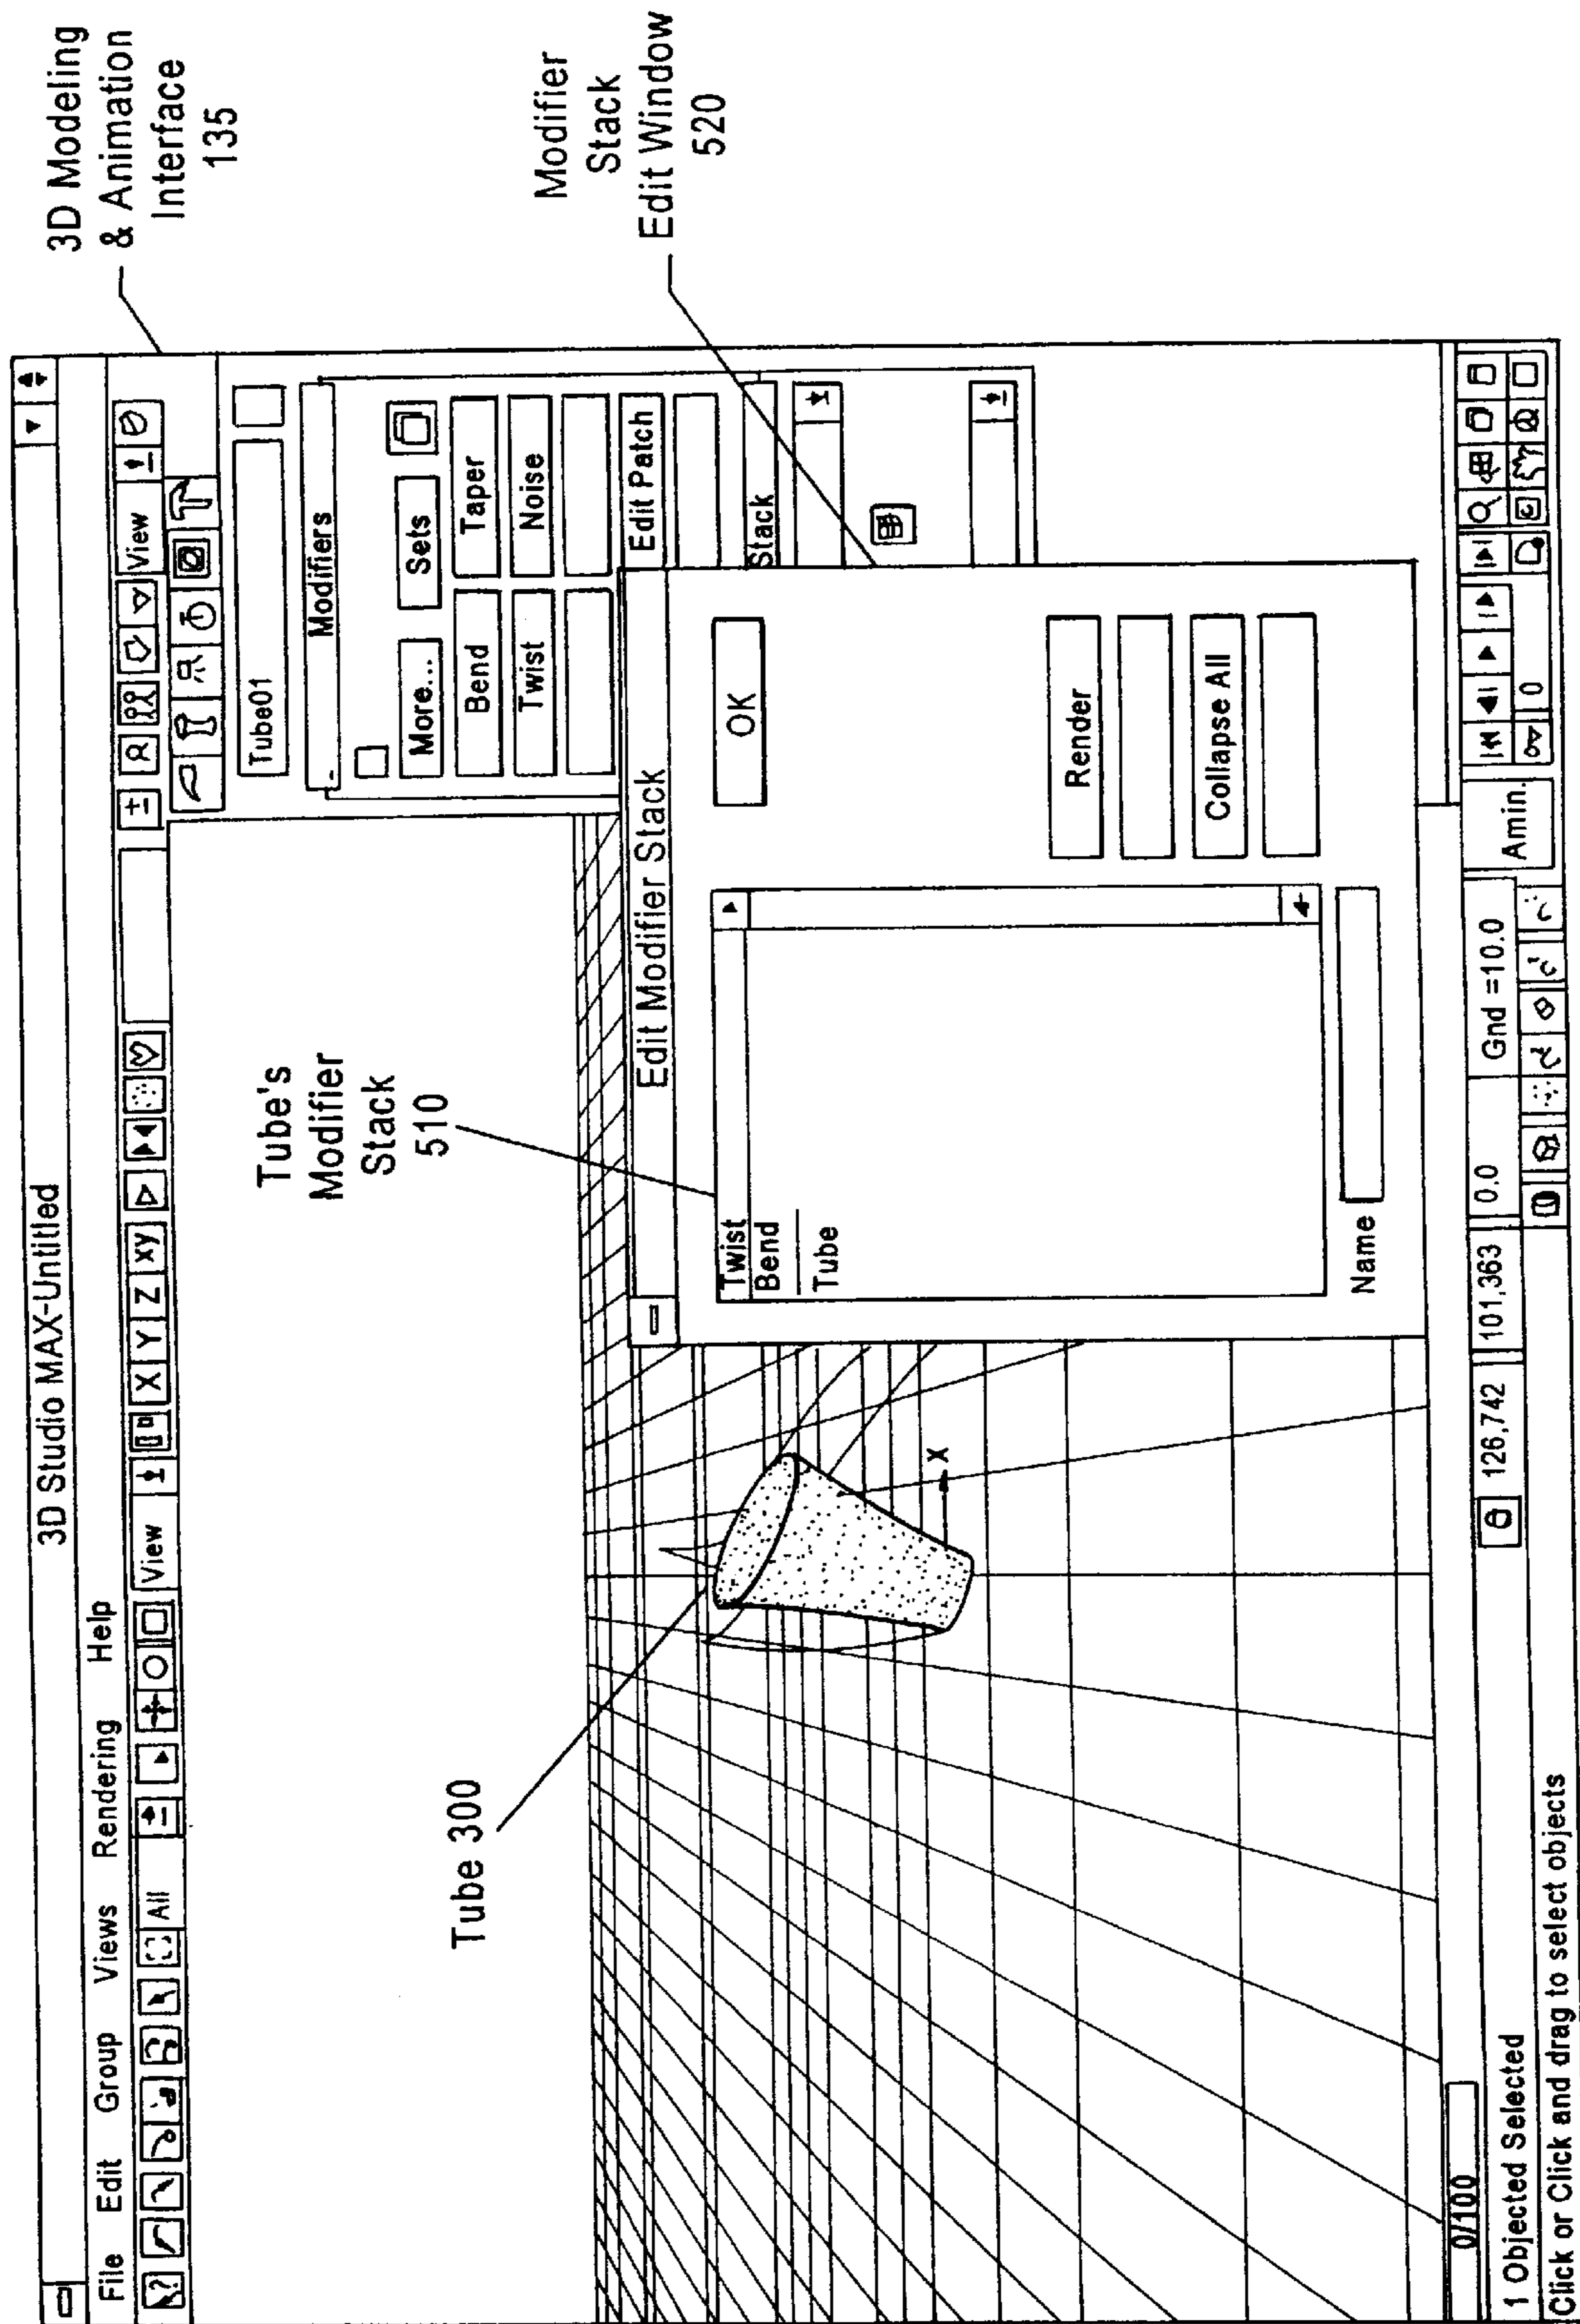 3D Modeling
& Animation
Interface
135
3D Studio MAX-Untitled
File Edit Group Views Rendering Help
All View X Y Z xy View
Tube01
Modifiers
More... Sets
Bend Taper
Twist Noise
Edit Patch
Stack
Tube's
Modifier
Stack
510
Modifier
Stack
Edit Window
520
Tube 300
Edit Modifier Stack
Twist
Bend
Tube
OK
Render
Collapse All
Name
X
0/100
1 Objected Selected
126,742 101,363 0.0 Gnd =10.0
Amin.
0
Click or Click and drag to select objects